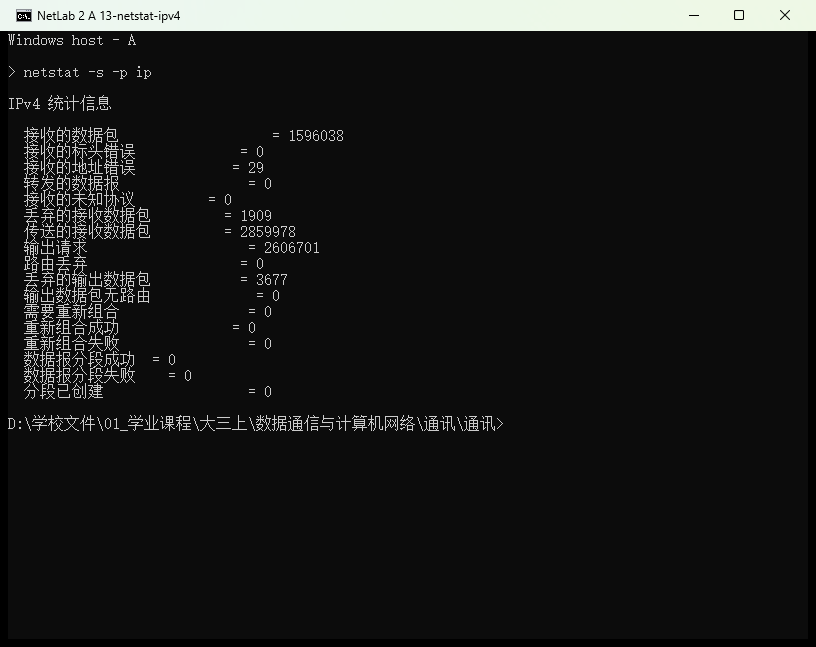 NetLab 2 A 13-netstat-ipv4
Windows host - A
> netstat -s -p ip
IPv4 统计信息
接收的数据包 = 1596038
接收的标头错误 = 0
接收的地址错误 = 29
转发的数据报 = 0
接收的未知协议 = 0
丢弃的接收数据包 = 1909
传送的接收数据包 = 2859978
输出请求 = 2606701
路由丢弃 = 0
丢弃的输出数据包 = 3677
输出数据包无路由 = 0
需要重新组合 = 0
重新组合成功 = 0
重新组合失败 = 0
数据报分段成功 = 0
数据报分段失败 = 0
分段已创建 = 0
D:\学校文件\01_学业课程\大三上\数据通信与计算机网络\通讯\通讯>